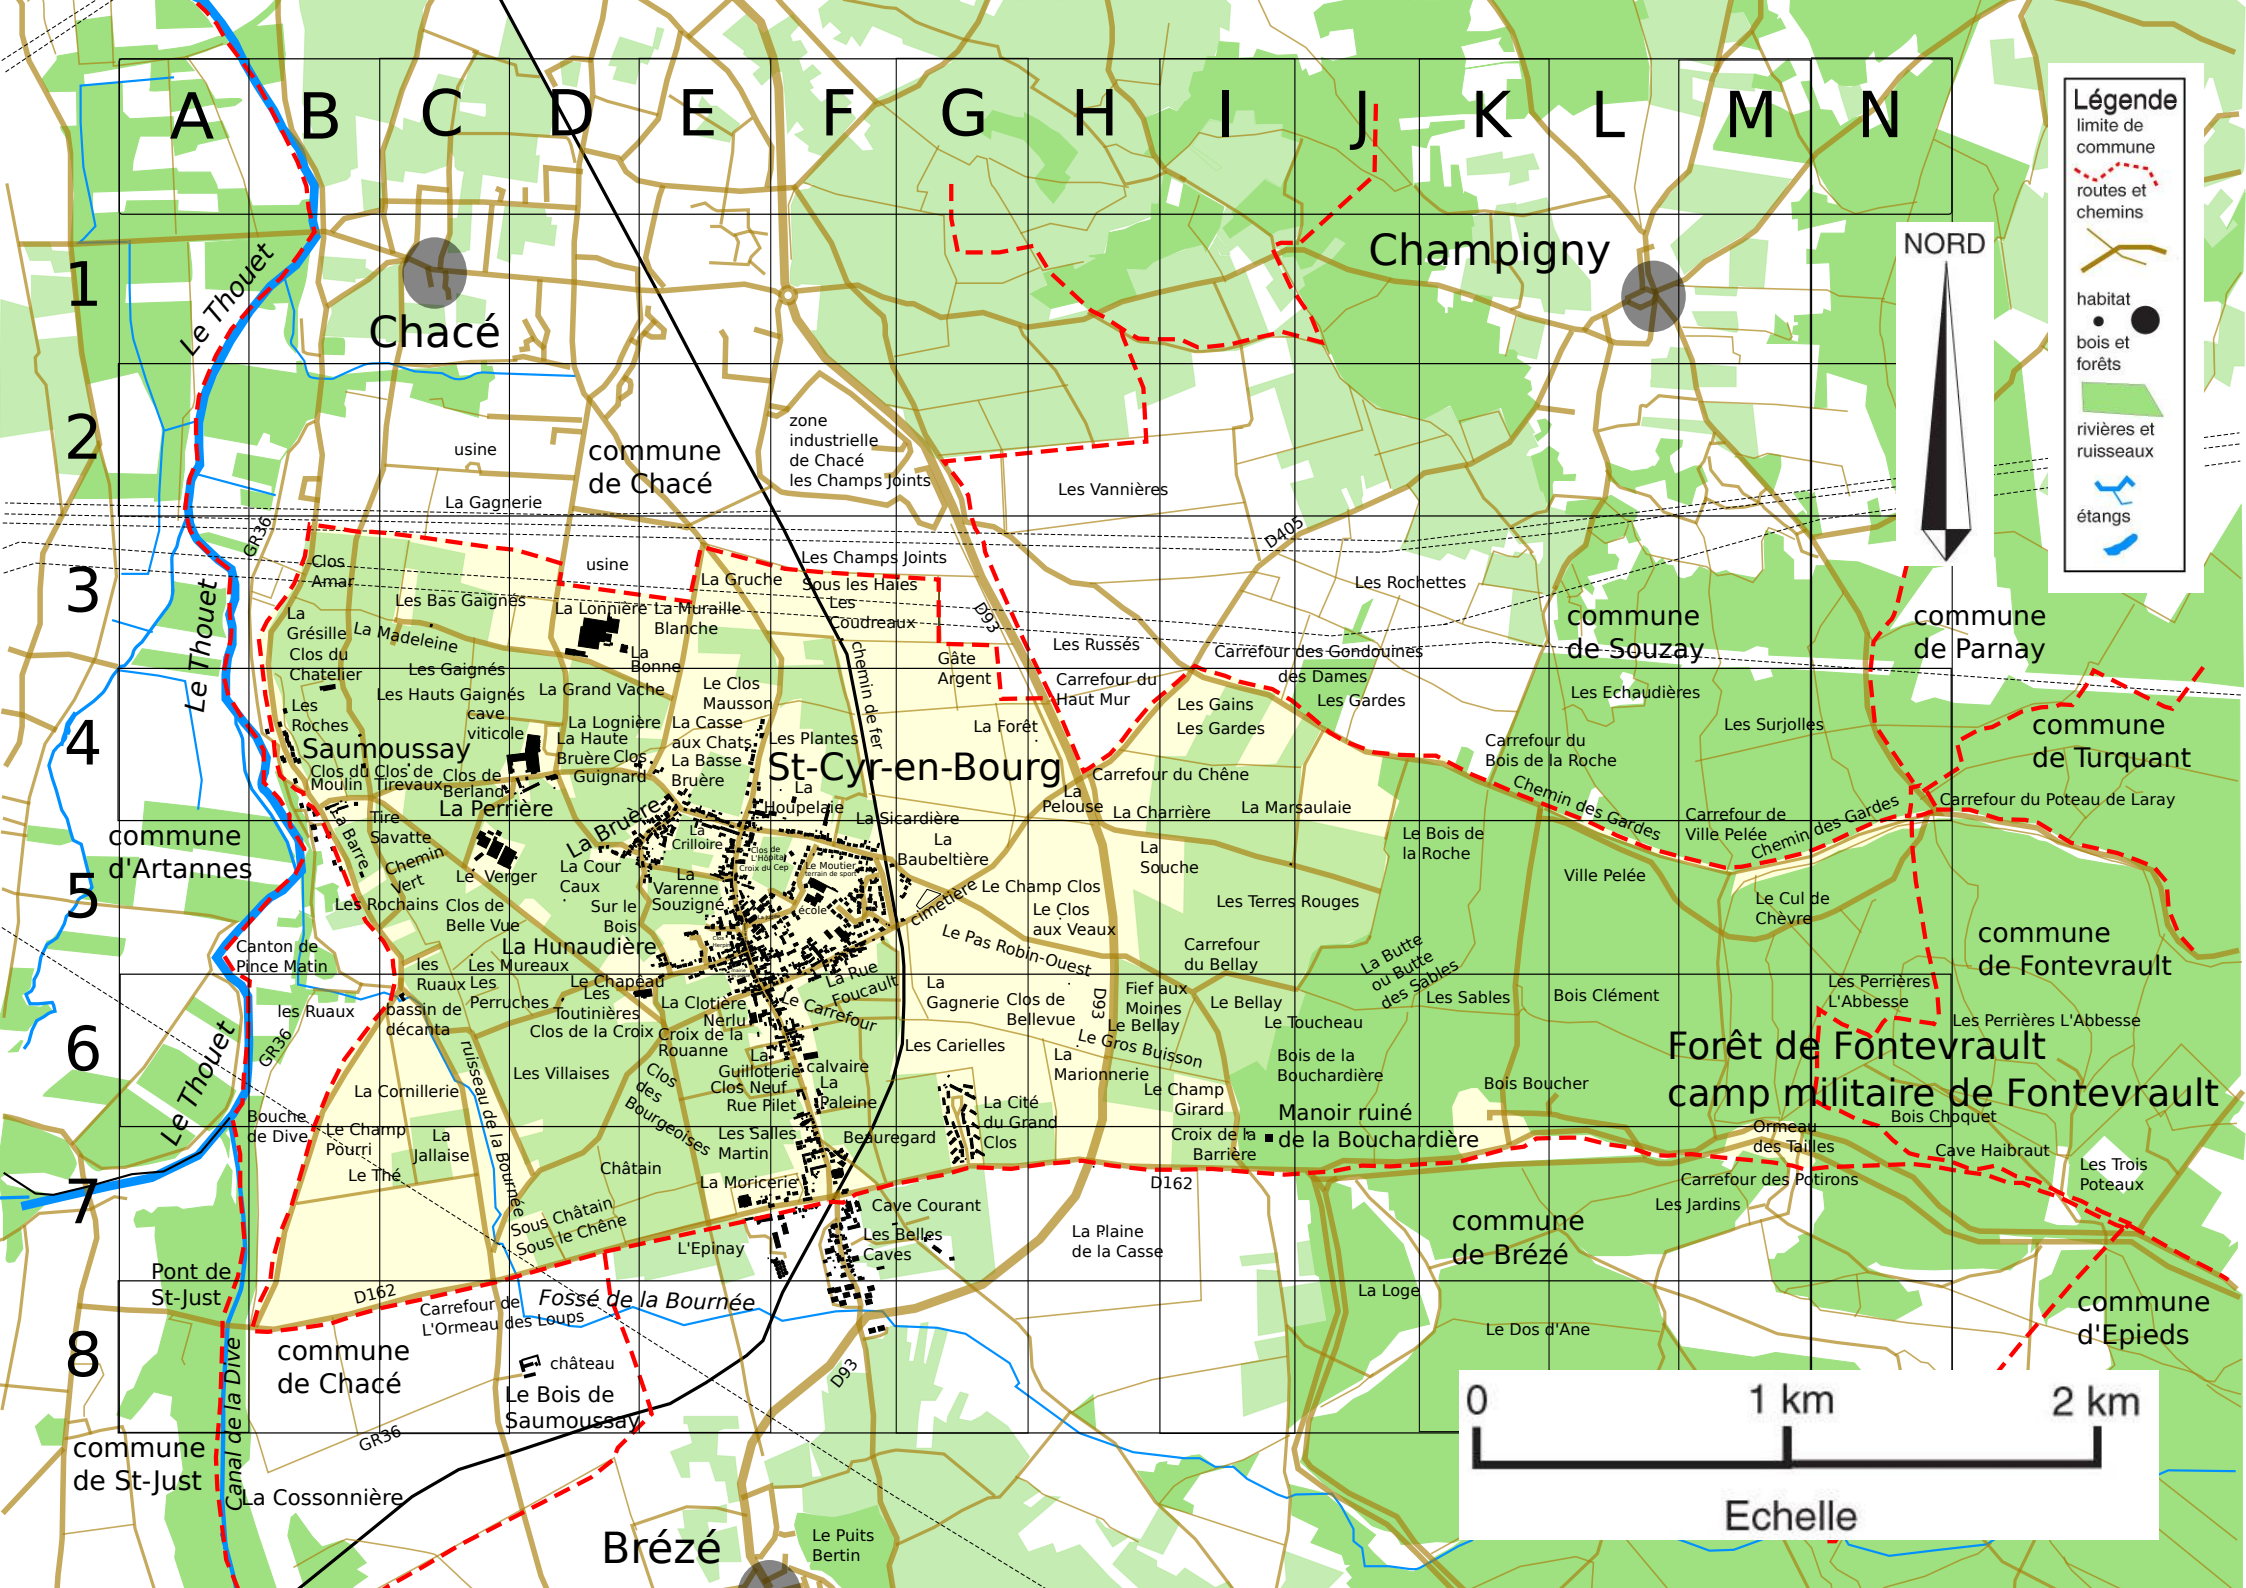 A B C D E F G H I J K L M N
1
2
3
4
5
6
7
8
Légende
limite de
commune
routes et
chemins
habitat
bois et
forêts
rivières et
ruisseaux
étangs
NORD
Le Thouet
Chacé
Champigny
usine
commune
de Chacé
zone
industrielle
de Chacé
les Champs Joints
La Gagnerie
Les Vannières
GR36
D405
Clos
Amar
usine
Les Champs Joints
La Gruche
Sous les Haies
Les Bas Gaignés
La Lonnière
La Muraille
Blanche
Les
Coudreaux
D93
Les Rochettes
Le Thouet
La
Grésille
La Madeleine
Clos du
Chatelier
Les Gaignés
La
Bonne
chemin de fer
Gâte
Argent
Les Russés
Carrefour des Gondouines
commune
de Souzay
commune
de Parnay
Les Hauts Gaignés
La Grand Vache
Le Clos
Mausson
Carrefour du
Haut Mur
des Dames
Les Gains
Les Gardes
Les Gardes
Les Echaudières
Les Surjolles
commune
de Turquant
Les
Roches
cave
viticole
La Lognière
La Haute
Bruère
Clos
Guignard
La Casse
aux Chats
La Basse
Bruère
Les Plantes
La Forêt
Saumoussay
St-Cyr-en-Bourg
Carrefour du
Bois de la Roche
Clos du
Moulin
Clos de
Tirevaux
Clos de
Berland
La Perrière
La
Houpelaie
La
Pelouse
Carrefour du Chêne
La Charrière
La Marsaulaie
Chemin des Gardes
Carrefour de
Ville Pelée
Chemin des Gardes
Carrefour du Poteau de Laray
commune
d'Artannes
La Barre
Tire
Savatte
La Bruère
La
Crilloire
La Sicardière
La
Baubeltière
Chemin
Vert
Le Verger
La Cour
Caux
Clos de
L'Hôpital
Croix du Cep
Le Moutier
terrain de sport
La
Souche
Le Bois de
la Roche
Ville Pelée
La
Varenne
Souzigné
école
cimetière
Le Champ Clos
Le Clos
aux Veaux
Les Terres Rouges
Le Cul de
Chèvre
Les Rochains
Clos de
Belle Vue
Sur le
Bois
La Hunaudière
Le Pas Robin-Ouest
Carrefour
du Bellay
La Butte
ou Butte
des Sables
commune
de Fontevrault
Canton de
Pince Matin
les
Ruaux
Les Mureaux
Les
Perruches
Le Chapeau
Les
Toutinières
La Rue
Foucault
Le Carrefour
La
Gagnerie
Clos de
Bellevue
D93
Fief aux
Moines
Le Bellay
Le Bellay
Les Sables
Bois Clément
Les Perrières
L'Abbesse
les Ruaux
bassin de
décanta
Clos de la Croix
La Clotière
Nerlu
Croix de la
Rouanne
Le Toucheau
Les Perrières L'Abbesse
Le Thouet
GR36
ruisseau de la Bournée
Les Villaises
Clos
des
Bourgeoises
La
Guilloterie
calvaire
Les Carielles
La
Marionnerie
Le Gros Buisson
Bois de la
Bouchardière
Forêt de Fontevrault
camp militaire de Fontevrault
La Cornillerie
Clos Neuf
Rue Pilet
La
Paleine
La Cité
du Grand
Clos
Le Champ
Girard
Bois Boucher
Bois Choquet
Bouche
de Dive
Le Champ
Pourri
La
Jallaise
Les Salles
Martin
Beauregard
Croix de la
Barrière
Manoir ruiné
de la Bouchardière
Ormeau
des Tailles
Cave Haibraut
Le Thé
Châtain
La Moricerie
D162
Carrefour des Potirons
Les Trois
Poteaux
Sous Châtain
Sous le Chêne
L'Epinay
Cave Courant
Les Belles
Caves
La Plaine
de la Casse
commune
de Brézé
Les Jardins
Pont de
St-Just
D162
Carrefour de
L'Ormeau des Loups
Fossé de la Bournée
La Loge
Le Dos d'Ane
commune
d'Epieds
commune
de Chacé
château
Le Bois de
Saumoussay
D93
Canal de la Dive
GR36
commune
de St-Just
La Cossonnière
Brézé
Le Puits
Bertin
0 1 km 2 km
Echelle